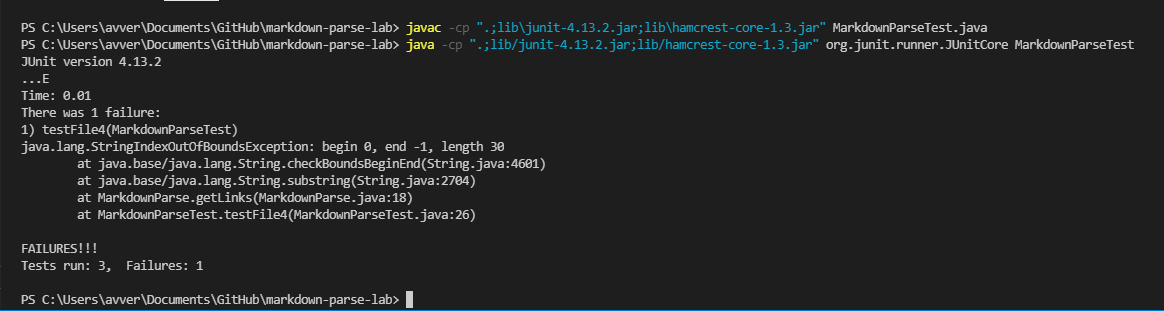 PS C:\Users\avver\Documents\GitHub\markdown-parse-lab> javac -cp ".;lib\junit-4.13.2.jar;lib\hamcrest-core-1.3.jar" MarkdownParseTest.java
PS C:\Users\avver\Documents\GitHub\markdown-parse-lab> java -cp ".;lib/junit-4.13.2.jar;lib/hamcrest-core-1.3.jar" org.junit.runner.JUnitCore MarkdownParseTest
JUnit version 4.13.2
...E
Time: 0.01
There was 1 failure:
1) testFile4(MarkdownParseTest)
java.lang.StringIndexOutOfBoundsException: begin 0, end -1, length 30
        at java.base/java.lang.String.checkBoundsBeginEnd(String.java:4601)
        at java.base/java.lang.String.substring(String.java:2704)
        at MarkdownParse.getLinks(MarkdownParse.java:18)
        at MarkdownParseTest.testFile4(MarkdownParseTest.java:26)
FAILURES!!!
Tests run: 3,  Failures: 1
PS C:\Users\avver\Documents\GitHub\markdown-parse-lab>